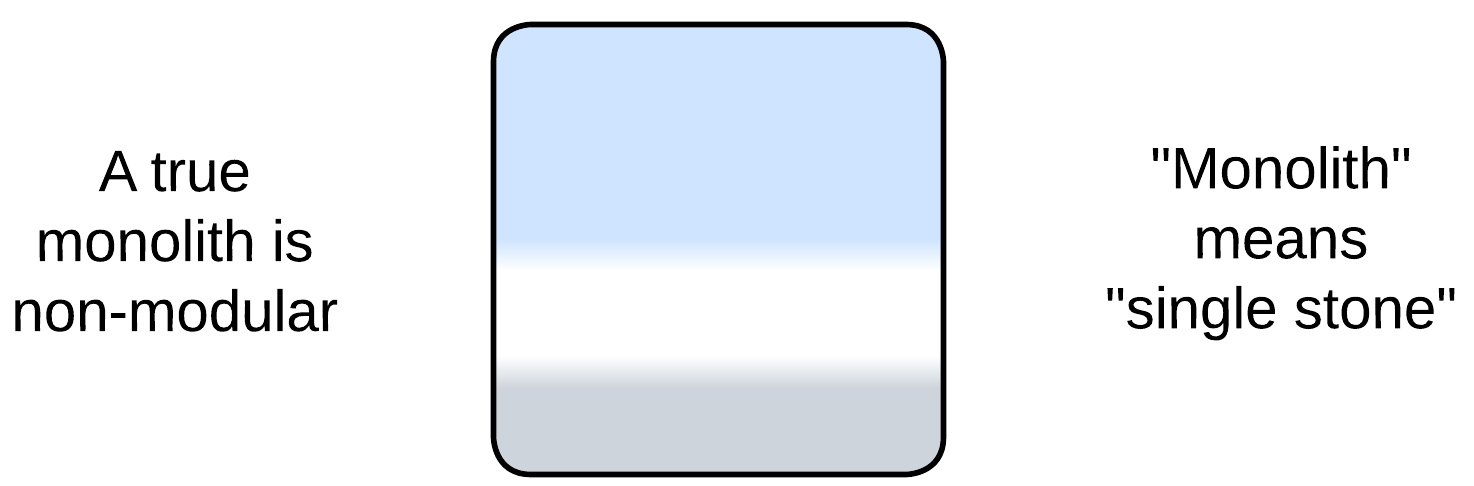 A true
monolith is
non-modular
"Monolith"
means
"single stone"